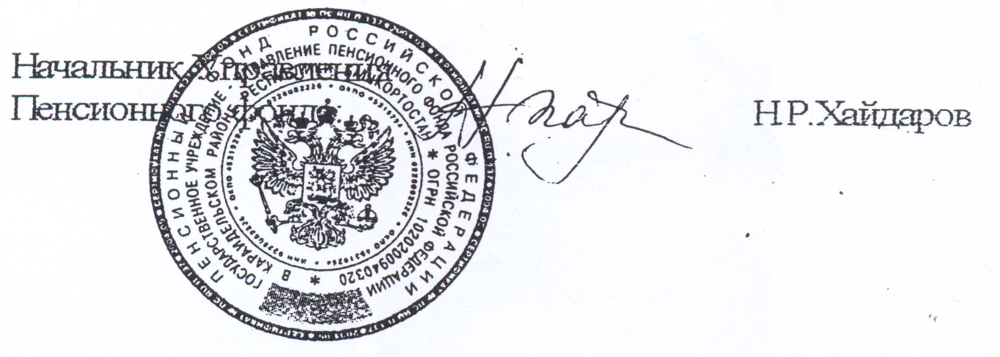 Начальник Управления
Пенсионного фонда
Н.Р.Хайдаров
ПЕНСИОННЫЙ ФОНД РОССИЙСКОЙ ФЕДЕРАЦИИ
ГОСУДАРСТВЕННОЕ УЧРЕЖДЕНИЕ - УПРАВЛЕНИЕ ПЕНСИОННОГО ФОНДА РОССИЙСКОЙ ФЕДЕРАЦИИ
В КАРАИДЕЛЬСКОМ РАЙОНЕ РЕСПУБЛИКИ БАШКОРТОСТАН * ОГРН 1020200940320 *